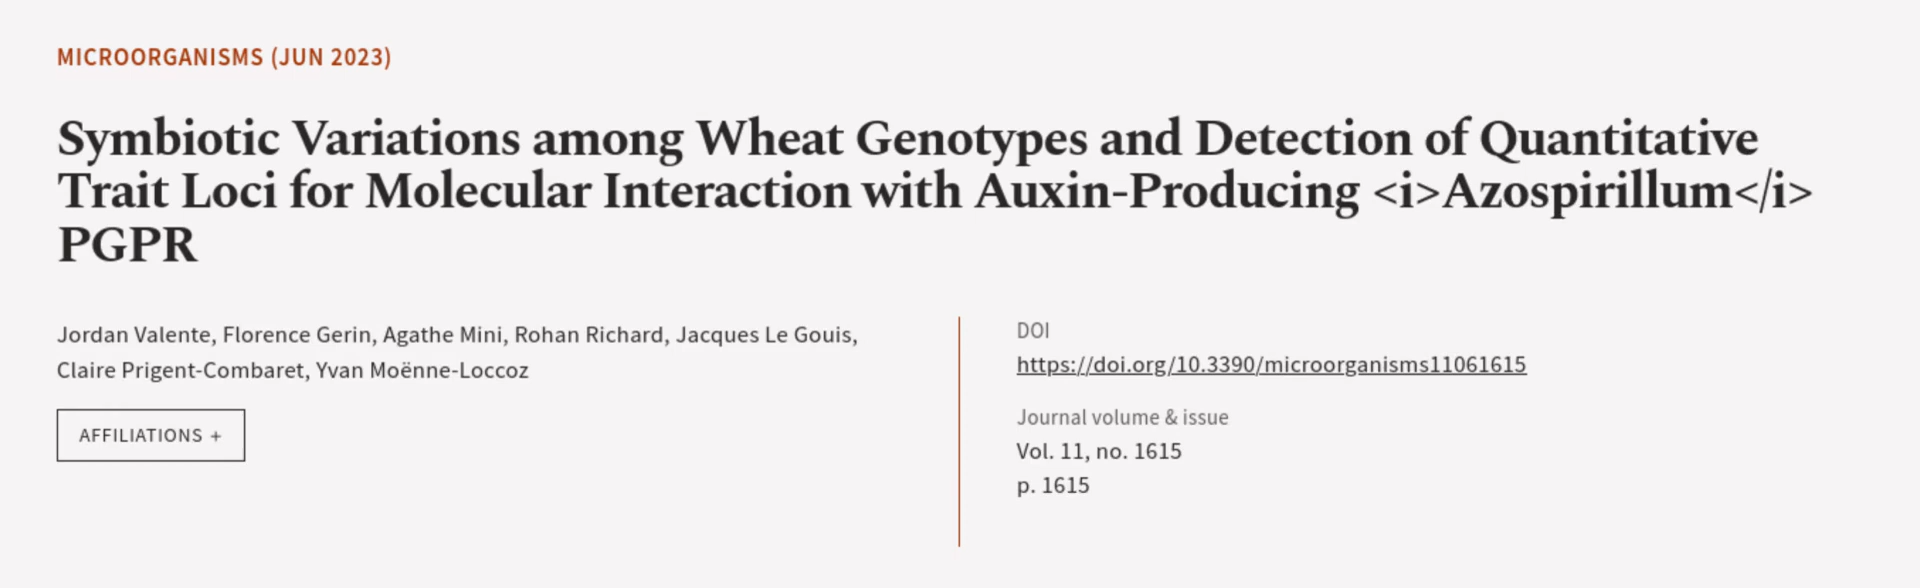 MICROORGANISMS (JUN 2023)
Symbiotic Variations among Wheat Genotypes and Detection of Quantitative
Trait Loci for Molecular Interaction with Auxin-Producing <i>Azospirillum</i>
PGPR
Jordan Valente, Florence Gerin, Agathe Mini, Rohan Richard, Jacques Le Gouis,
Claire Prigent-Combaret, Yvan Moënne-Loccoz
AFFILIATIONS +
DOI
https://doi.org/10.3390/microorganisms11061615
Journal volume & issue
Vol. 11, no. 1615
p. 1615